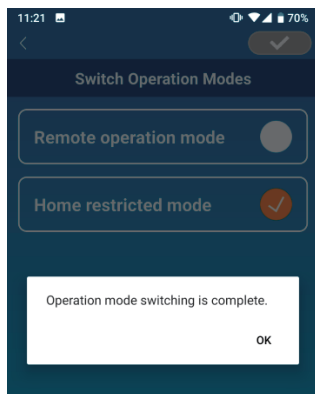 11:21 70%
Switch Operation Modes
Remote operation mode
Home restricted mode
Operation mode switching is complete.
OK